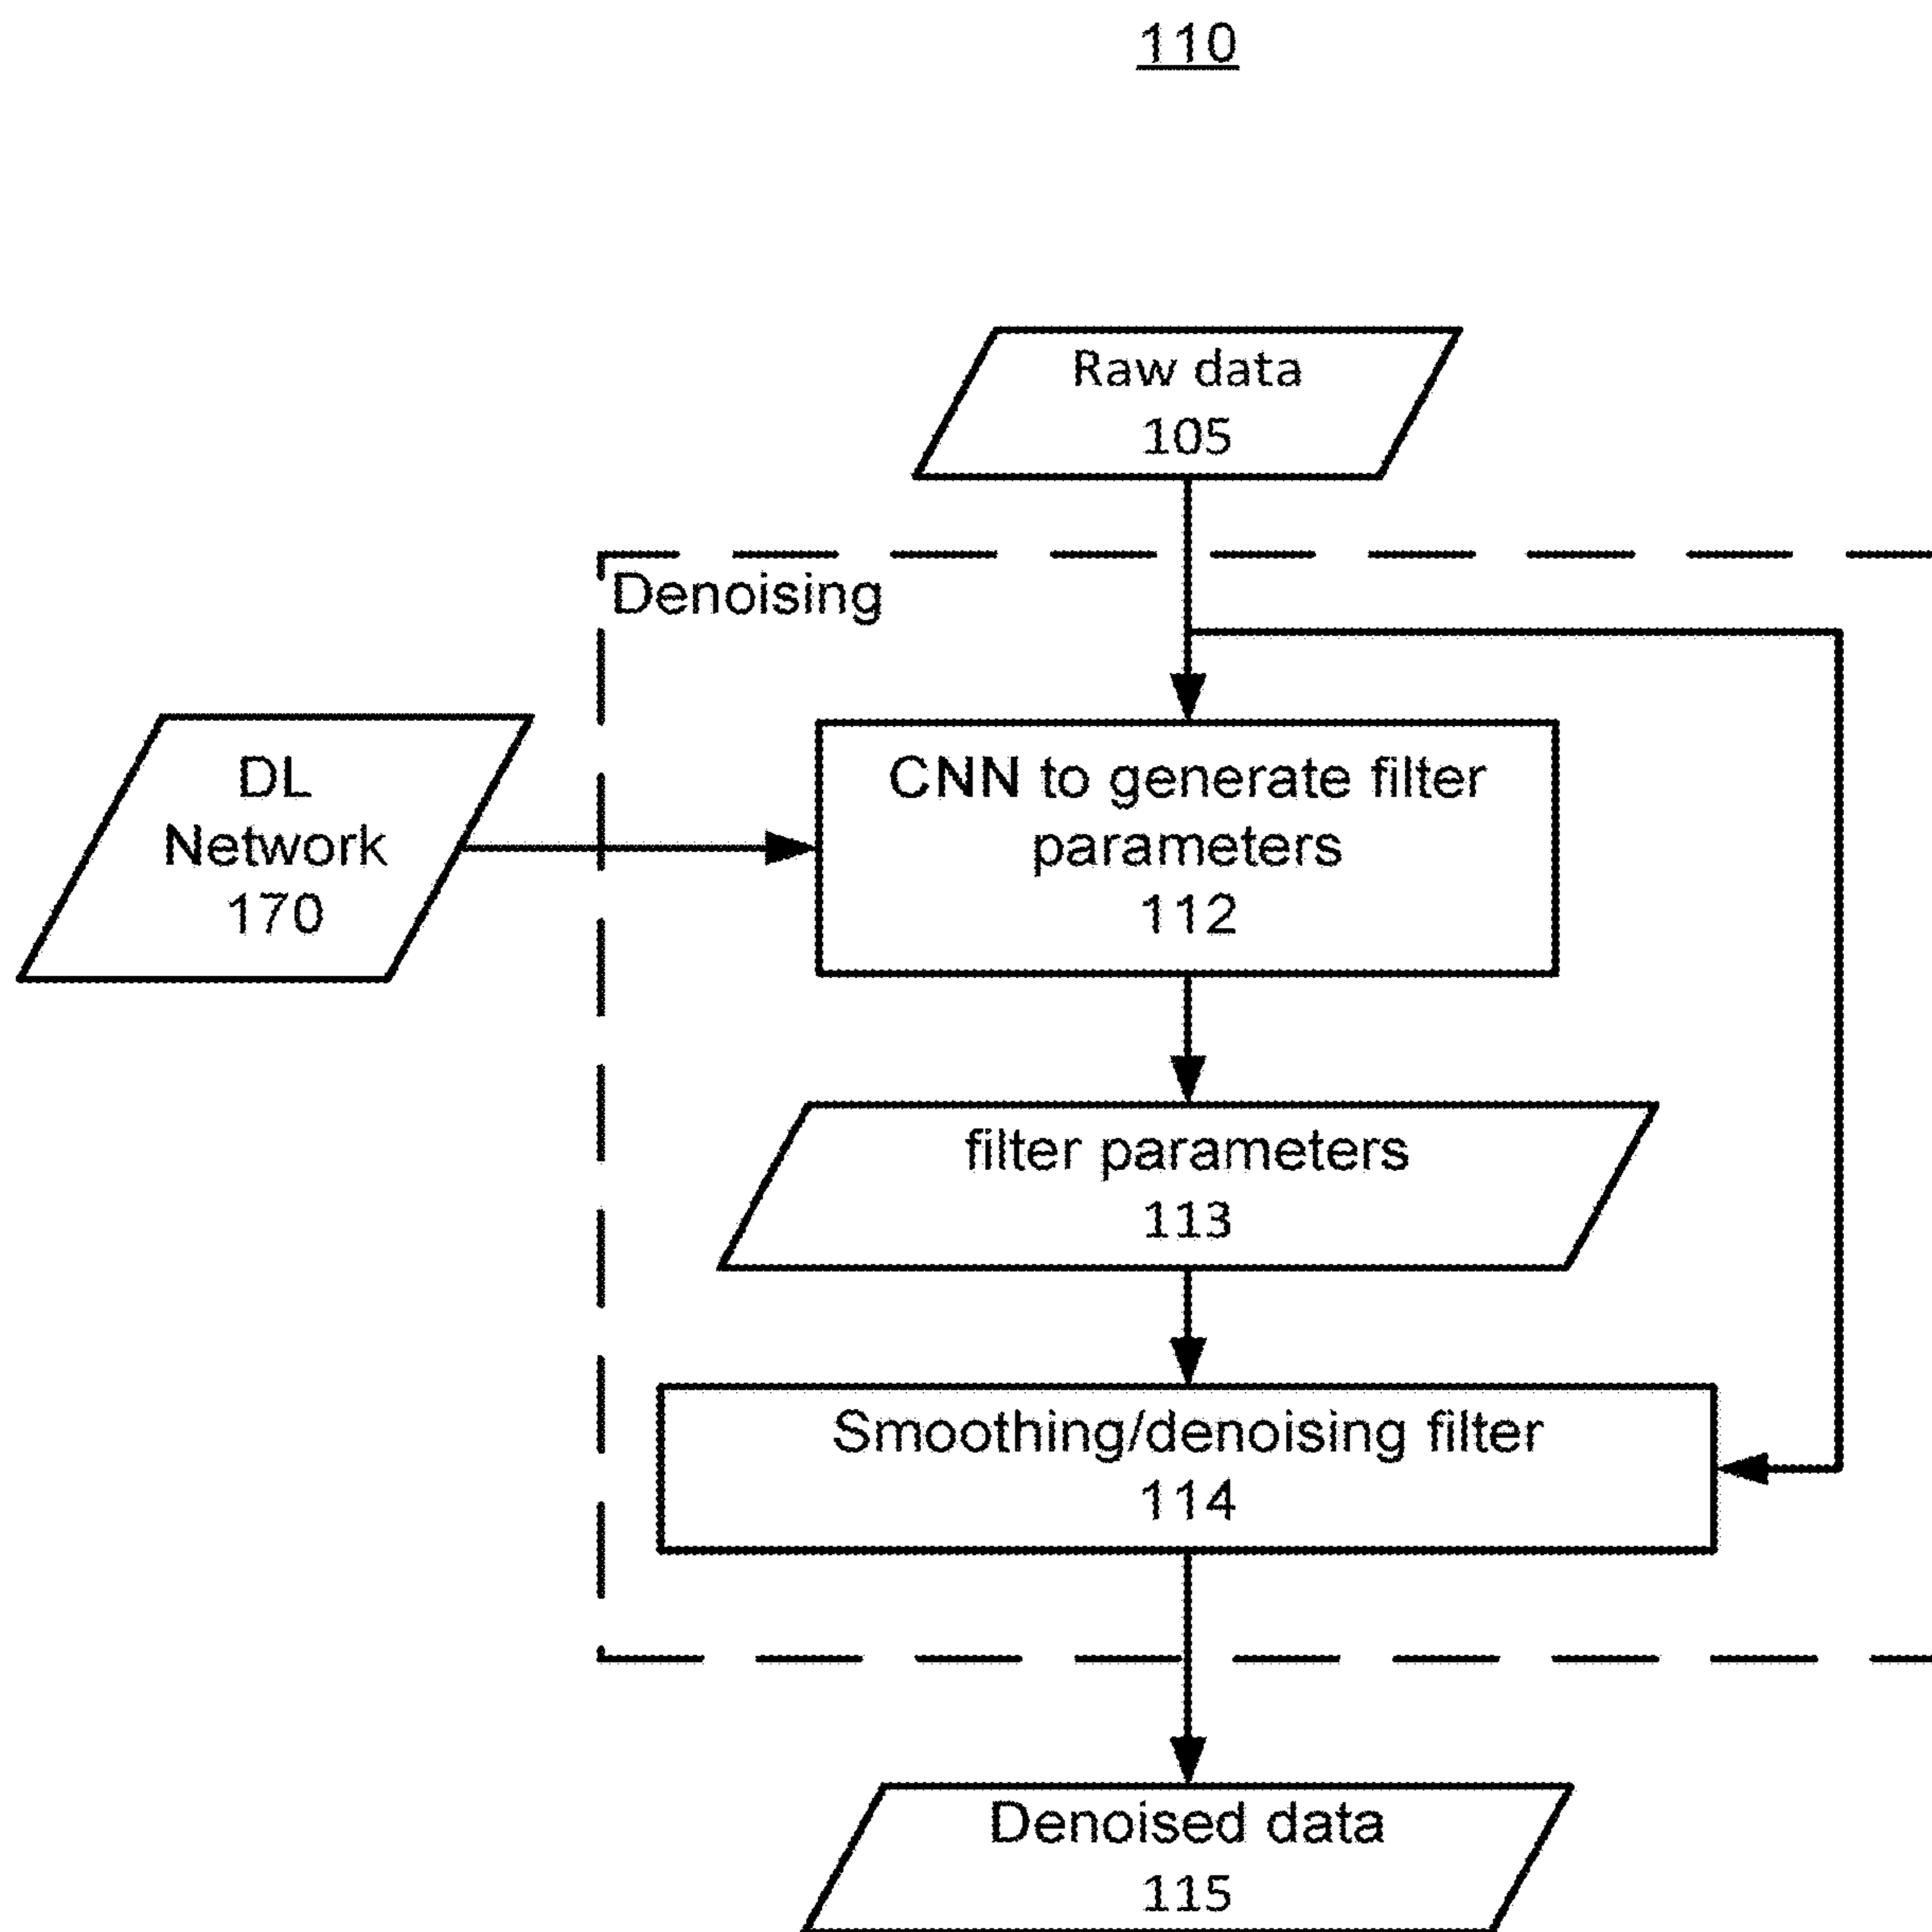 110
Raw data
105
Denoising
DL
Network
170
CNN to generate filter
parameters
112
filter parameters
113
Smoothing/denoising filter
114
Denoised data
115